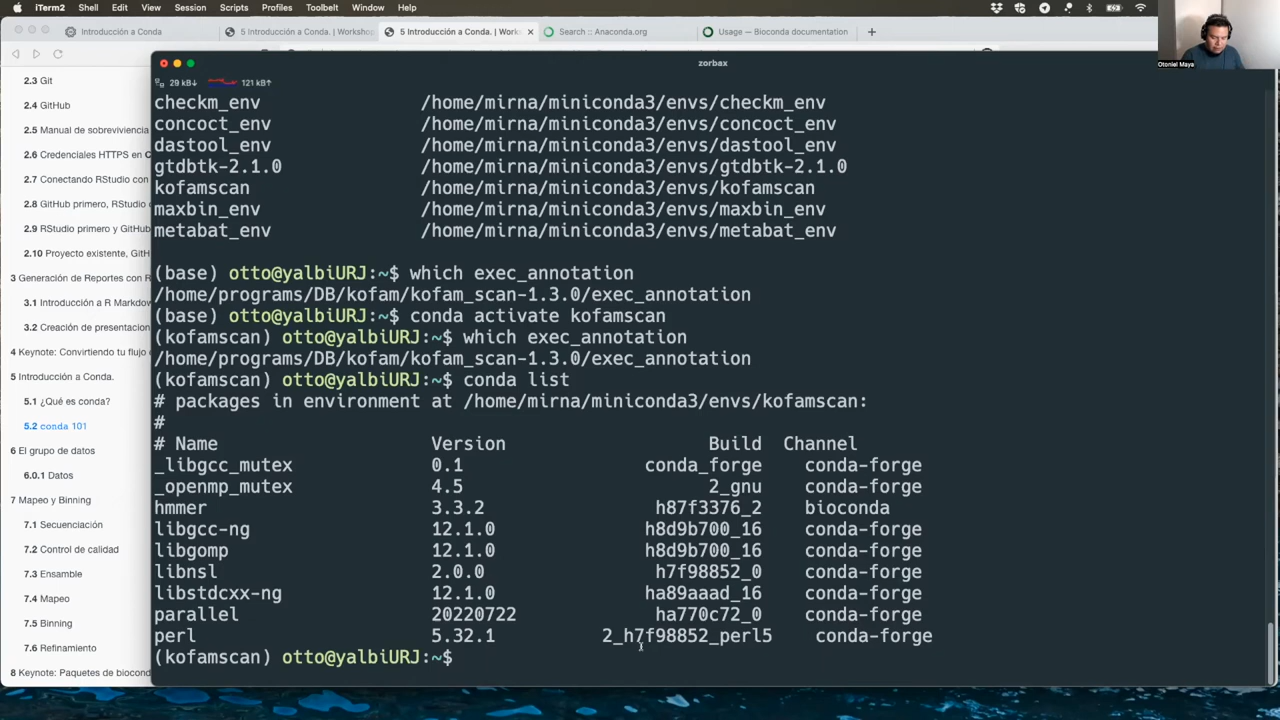 iTerm2 Shell Edit View Session Scripts Profiles Toolbelt Window Help
Introducción a Conda
5 Introducción a Conda. | Workshop
5 Introducción a Conda. | Works
Search :: Anaconda.org
Usage — Bioconda documentation
Otoniel Maya
zorbax
29 kB↓ 121 kB↑
2.3 Git
2.4 GitHub
2.5 Manual de sobreviviencia
2.6 Credenciales HTTPS en C
2.7 Conectando RStudio con
2.8 GitHub primero, RStudio
2.9 RStudio primero y GitHub
2.10 Proyecto existente, GitH
3 Generación de Reportes con R
3.1 Introducción a R Markdow
3.2 Creación de presentacion
4 Keynote: Convirtiendo tu flujo
5 Introducción a Conda.
5.1 ¿Qué es conda?
5.2 conda 101
6 El grupo de datos
6.0.1 Datos
7 Mapeo y Binning
7.1 Secuenciación
7.2 Control de calidad
7.3 Ensamble
7.4 Mapeo
7.5 Binning
7.6 Refinamiento
8 Keynote: Paquetes de biocond
checkm_env /home/mirna/miniconda3/envs/checkm_env
concoct_env /home/mirna/miniconda3/envs/concoct_env
dastool_env /home/mirna/miniconda3/envs/dastool_env
gtdbtk-2.1.0 /home/mirna/miniconda3/envs/gtdbtk-2.1.0
kofamscan /home/mirna/miniconda3/envs/kofamscan
maxbin_env /home/mirna/miniconda3/envs/maxbin_env
metabat_env /home/mirna/miniconda3/envs/metabat_env
(base) otto@yalbiURJ:~$ which exec_annotation
/home/programs/DB/kofam/kofam_scan-1.3.0/exec_annotation
(base) otto@yalbiURJ:~$ conda activate kofamscan
(kofamscan) otto@yalbiURJ:~$ which exec_annotation
/home/programs/DB/kofam/kofam_scan-1.3.0/exec_annotation
(kofamscan) otto@yalbiURJ:~$ conda list
# packages in environment at /home/mirna/miniconda3/envs/kofamscan:
#
# Name Version Build Channel
_libgcc_mutex 0.1 conda_forge conda-forge
_openmp_mutex 4.5 2_gnu conda-forge
hmmer 3.3.2 h87f3376_2 bioconda
libgcc-ng 12.1.0 h8d9b700_16 conda-forge
libgomp 12.1.0 h8d9b700_16 conda-forge
libnsl 2.0.0 h7f98852_0 conda-forge
libstdcxx-ng 12.1.0 ha89aaad_16 conda-forge
parallel 20220722 ha770c72_0 conda-forge
perl 5.32.1 2_h7f98852_perl5 conda-forge
(kofamscan) otto@yalbiURJ:~$